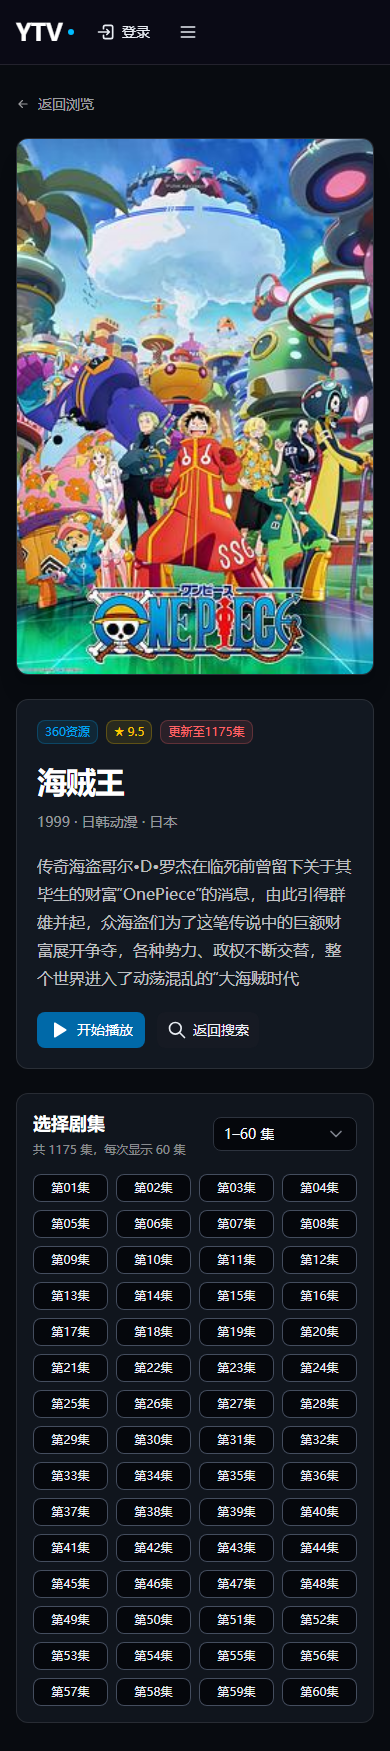 YTV
登录
返回浏览
SSG
ワンピース
ONE PIECE
360资源
★ 9.5
更新至1175集
海贼王
1999 · 日韩动漫 · 日本
传奇海盗哥尔•D•罗杰在临死前曾留下关于其
毕生的财富“OnePiece”的消息，由此引得群
雄并起，众海盗们为了这笔传说中的巨额财
富展开争夺，各种势力、政权不断交替，整
个世界进入了动荡混乱的“大海贼时代
开始播放
返回搜索
选择剧集
共 1175 集，每次显示 60 集
1–60 集
第01集 第02集 第03集 第04集
第05集 第06集 第07集 第08集
第09集 第10集 第11集 第12集
第13集 第14集 第15集 第16集
第17集 第18集 第19集 第20集
第21集 第22集 第23集 第24集
第25集 第26集 第27集 第28集
第29集 第30集 第31集 第32集
第33集 第34集 第35集 第36集
第37集 第38集 第39集 第40集
第41集 第42集 第43集 第44集
第45集 第46集 第47集 第48集
第49集 第50集 第51集 第52集
第53集 第54集 第55集 第56集
第57集 第58集 第59集 第60集